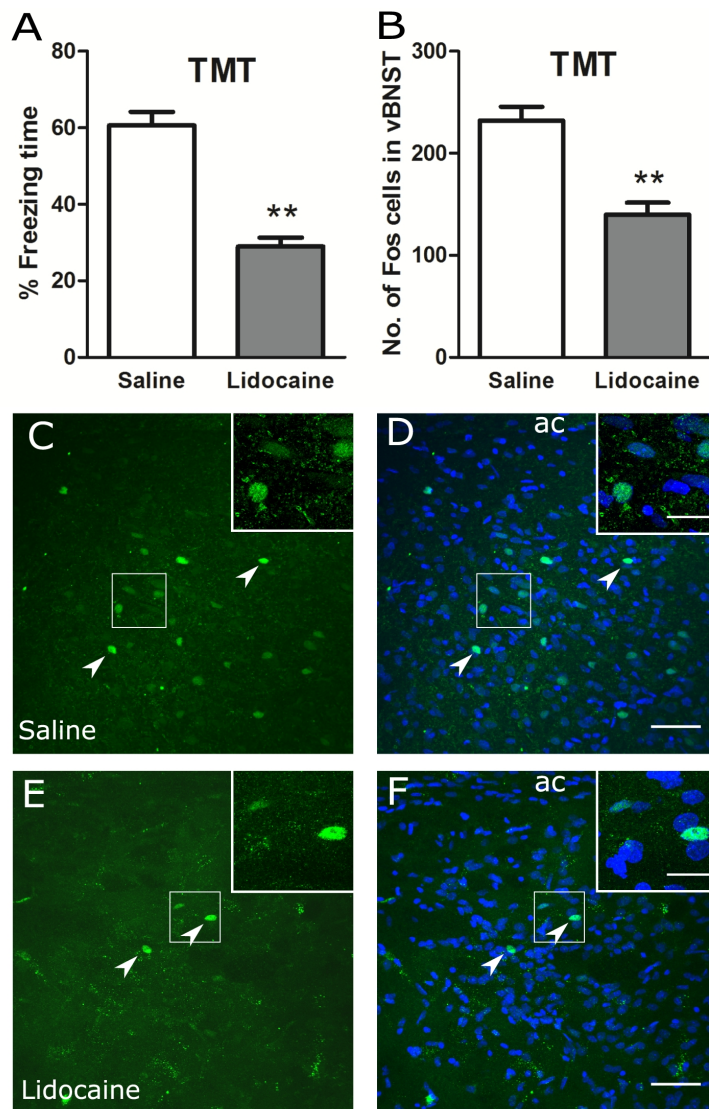 A
TMT
% Freezing time
80
60
40
20
0
**
Saline Lidocaine
B
TMT
No. of Fos cells in vBNST
300
200
100
0
**
Saline Lidocaine
C
Saline
D
ac
E
Lidocaine
F
ac